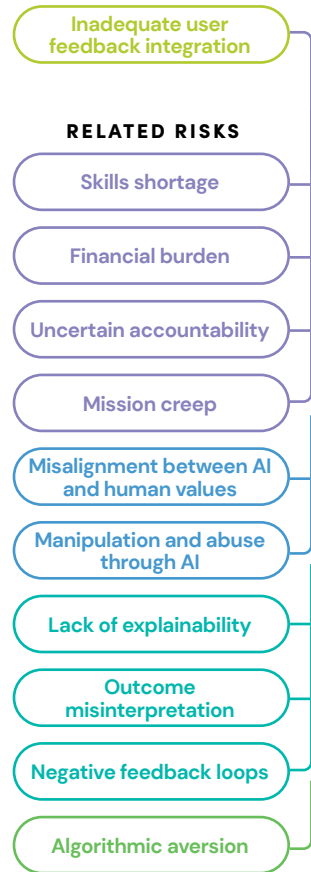 Inadequate user
feedback integration
RELATED RISKS
Skills shortage
Financial burden
Uncertain accountability
Mission creep
Misalignment between AI
and human values
Manipulation and abuse
through AI
Lack of explainability
Outcome
misinterpretation
Negative feedback loops
Algorithmic aversion